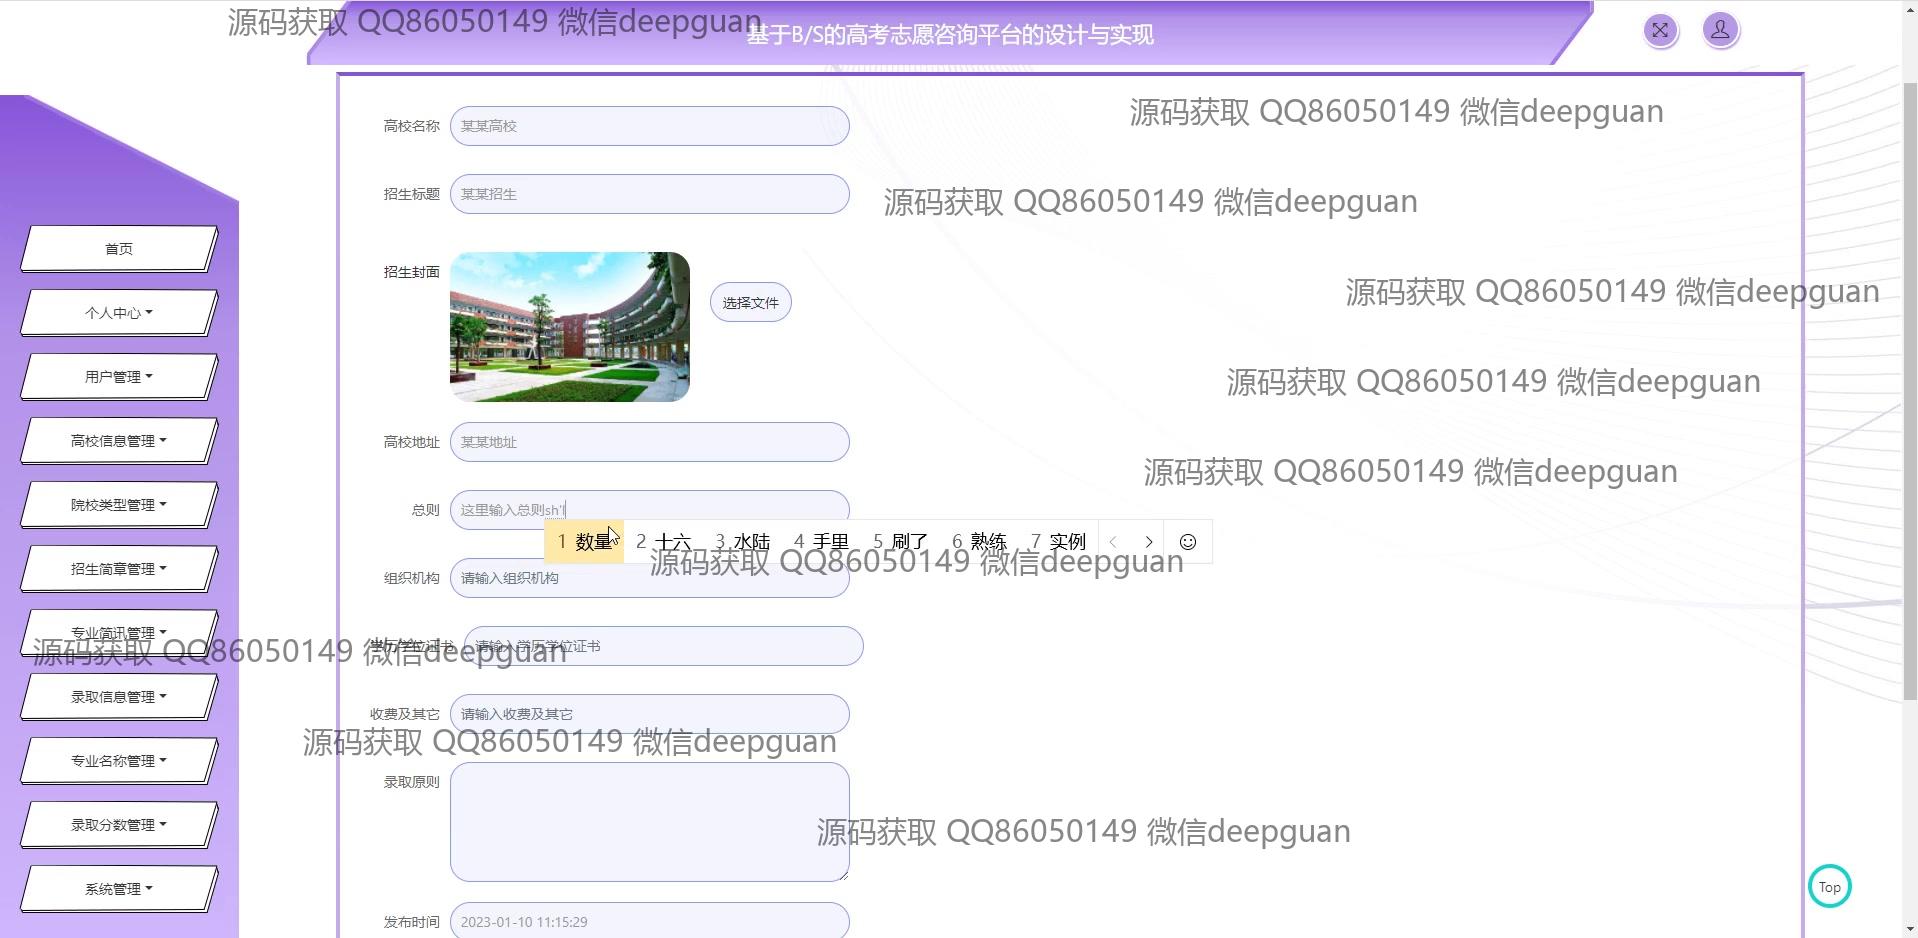 源码获取 QQ86050149 微信deepguan
基于B/S的高考志愿咨询平台的设计与实现
源码获取 QQ86050149 微信deepguan
高校名称 某某高校
招生标题 某某招生
源码获取 QQ86050149 微信deepguan
首页
招生封面
选择文件
源码获取 QQ86050149 微信deepguan
个人中心
用户管理
源码获取 QQ86050149 微信deepguan
高校信息管理
高校地址 某某地址
源码获取 QQ86050149 微信deepguan
院校类型管理
总则 这里输入总则sh'l
1 数量 2 十六 3 水陆 4 手里 5 刷了 6 熟练 7 实例
源码获取 QQ86050149 微信deepguan
招生简章管理
组织机构 请输入组织机构
专业简讯管理
学历学位证书 请输入学历学位证书
源码获取 QQ86050149 微信deepguan
录取信息管理
收费及其它 请输入收费及其它
源码获取 QQ86050149 微信deepguan
专业名称管理
录取原则
录取分数管理
源码获取 QQ86050149 微信deepguan
系统管理
Top
发布时间 2023-01-10 11:15:29